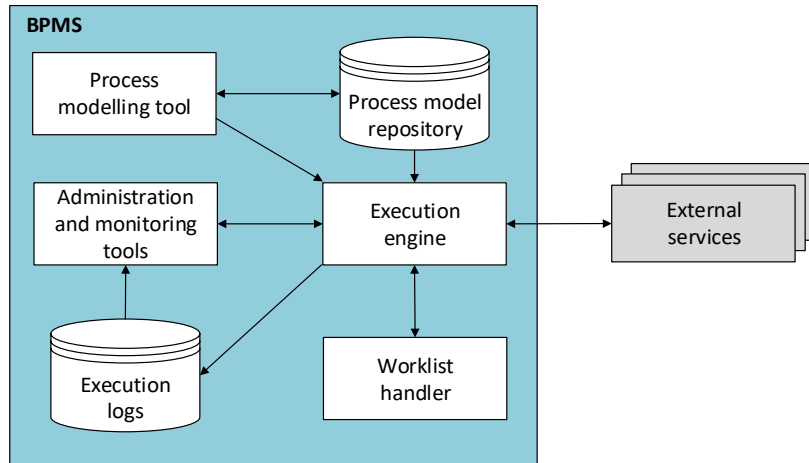 BPMS
Process
modelling tool
Process model
repository
Administration
and monitoring
tools
Execution
engine
External
services
Execution
logs
Worklist
handler